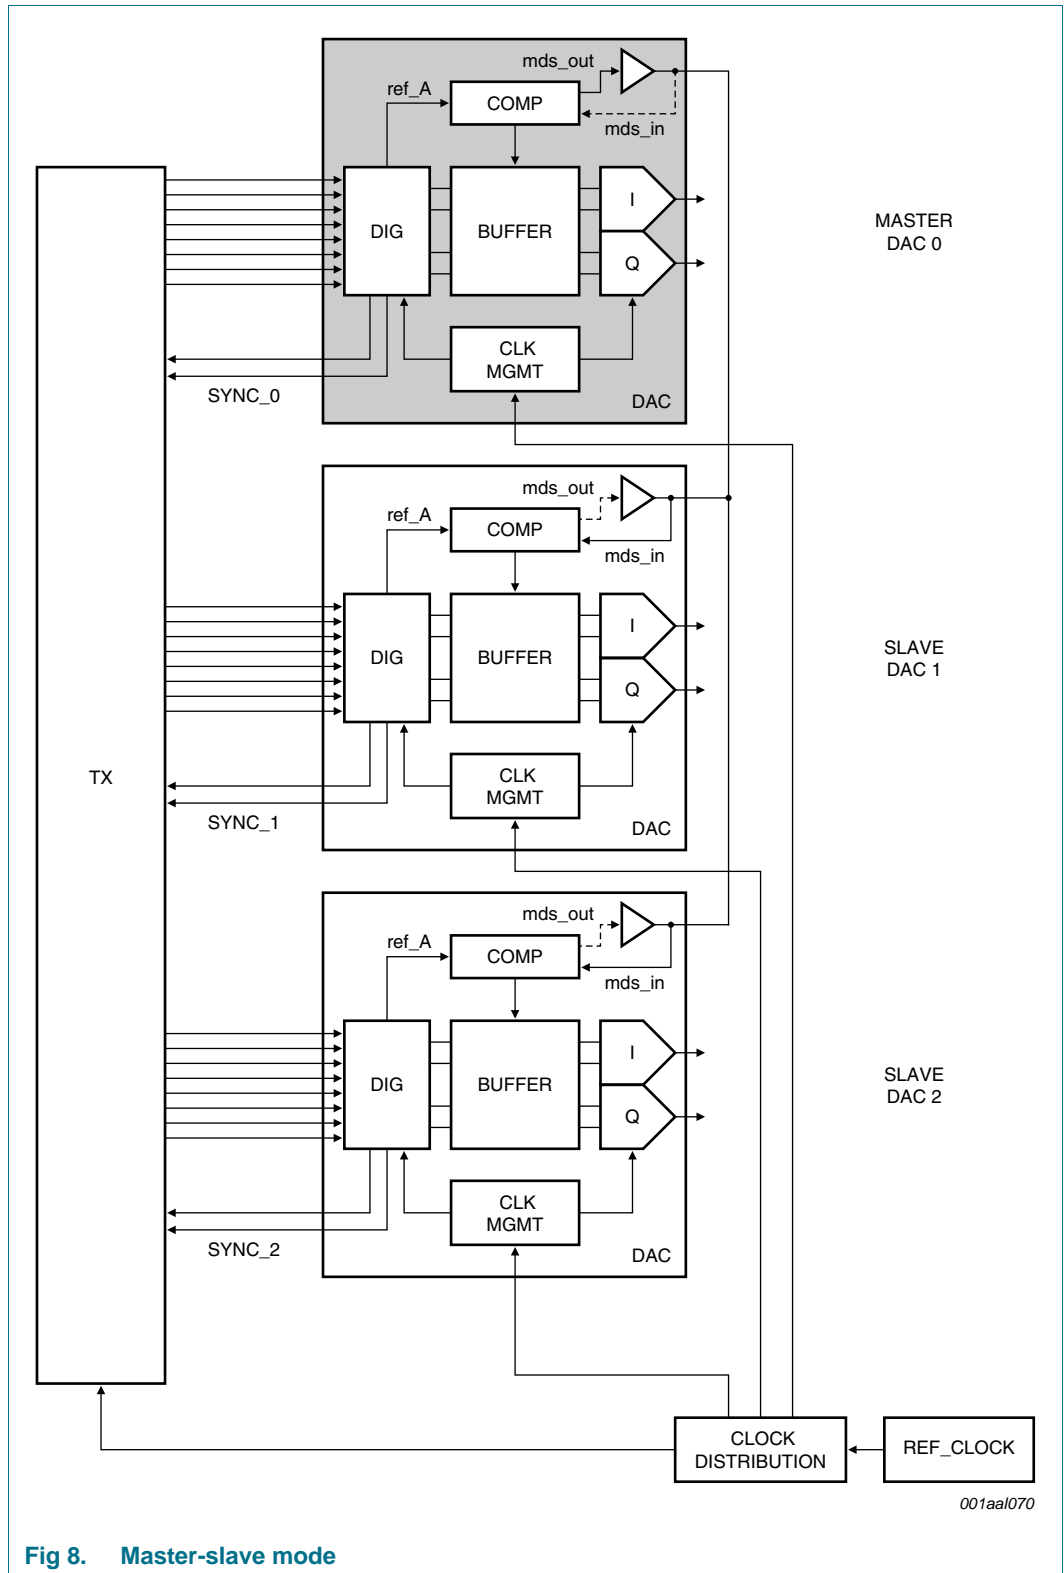 mds_out
ref_A
COMP
mds_in
DIG
BUFFER
I
Q
MASTER
DAC 0
CLK
MGMT
SYNC_0
DAC
mds_out
ref_A
COMP
mds_in
DIG
BUFFER
I
Q
SLAVE
DAC 1
TX
CLK
MGMT
SYNC_1
DAC
mds_out
ref_A
COMP
mds_in
DIG
BUFFER
I
Q
SLAVE
DAC 2
CLK
MGMT
SYNC_2
DAC
CLOCK
DISTRIBUTION
REF_CLOCK
001aal070
Fig 8. Master-slave mode